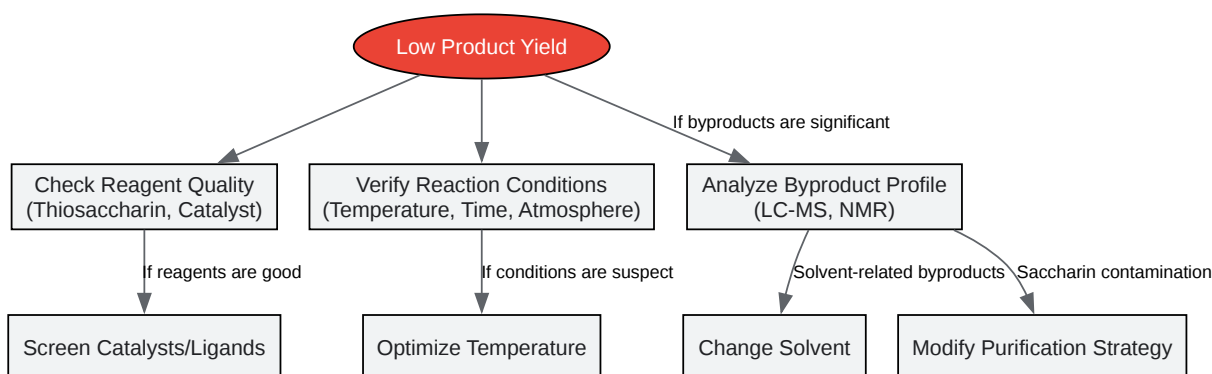 Low Product Yield
If byproducts are significant
Check Reagent Quality
(Thiosaccharin, Catalyst)
Verify Reaction Conditions
(Temperature, Time, Atmosphere)
Analyze Byproduct Profile
(LC-MS, NMR)
If reagents are good
If conditions are suspect
Solvent-related byproducts
Saccharin contamination
Screen Catalysts/Ligands
Optimize Temperature
Change Solvent
Modify Purification Strategy